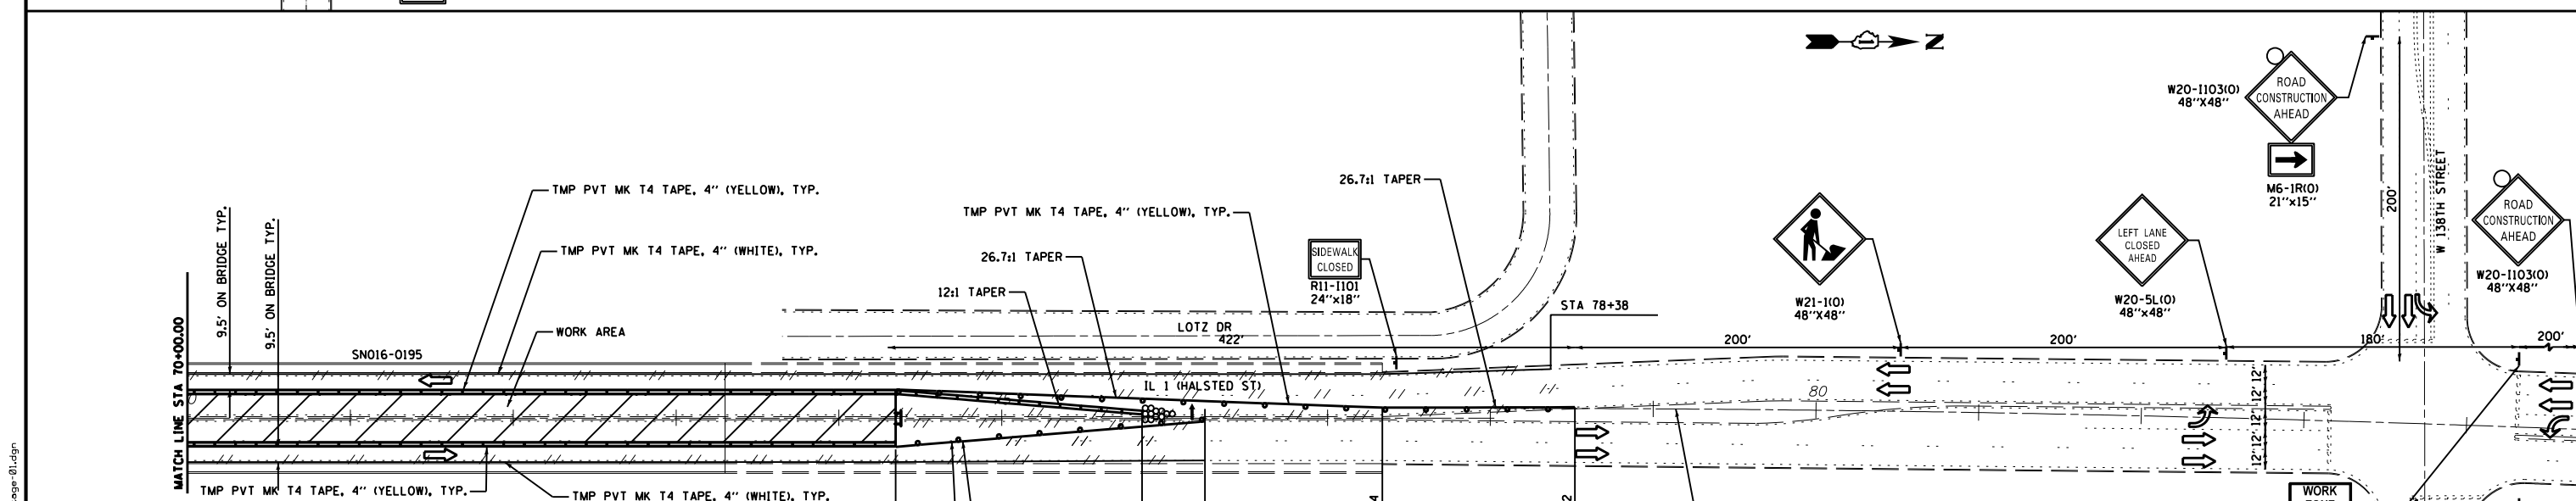 N
W20-I103(O)
48"X48"
ROAD
CONSTRUCTION
AHEAD
M6-1R(O)
21"x15"
200'
W 138TH STREET
ROAD
CONSTRUCTION
AHEAD
W20-I103(O)
48"X48"
9.5' ON BRIDGE TYP.
9.5' ON BRIDGE TYP.
TMP PVT MK T4 TAPE, 4" (YELLOW), TYP.
TMP PVT MK T4 TAPE, 4" (WHITE), TYP.
WORK AREA
TMP PVT MK T4 TAPE, 4" (YELLOW), TYP.
26.7:1 TAPER
12:1 TAPER
26.7:1 TAPER
SIDEWALK
CLOSED
R11-I101
24"x18"
STA 78+38
W21-1(O)
48"X48"
LEFT LANE
CLOSED
AHEAD
W20-5L(O)
48"x48"
MATCH LINE STA 70+00.00
SN016-0195
LOTZ DR
422'
200'
200'
180'
200'
IL 1 (HALSTED ST)
80
12'
12'
12'
12'
12'
TMP PVT MK T4 TAPE, 4" (YELLOW), TYP.
TMP PVT MK T4 TAPE, 4" (WHITE), TYP.
WORK